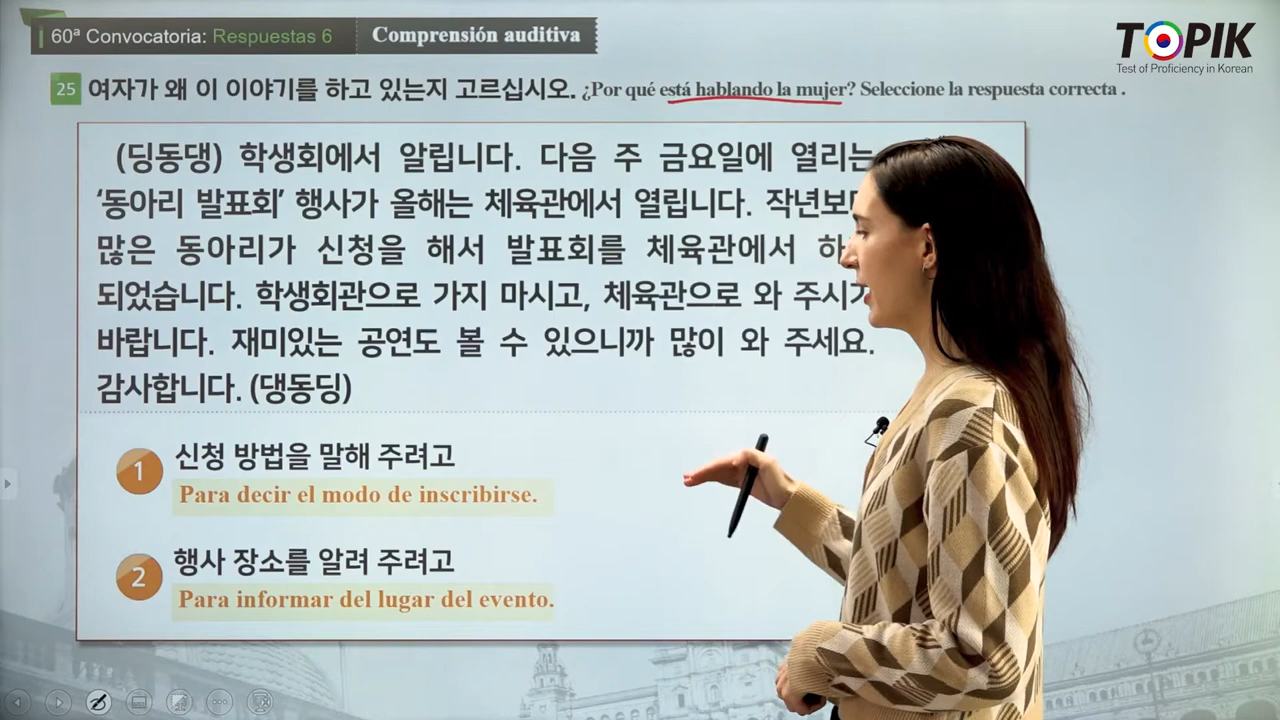 60ª Convocatoria: Respuestas 6
Comprensión auditiva
TOPIK
Test of Proficiency in Korean
25 여자가 왜 이 이야기를 하고 있는지 고르십시오. ¿Por qué está hablando la mujer? Seleccione la respuesta correcta .
(딩동댕) 학생회에서 알립니다. 다음 주 금요일에 열리는
‘동아리 발표회’ 행사가 올해는 체육관에서 열립니다.
많은 동아리가 신청을 해서 발표회를 체육관에서
되었습니다. 학생회관으로 가지 마시고, 체육관으로 와
바랍니다. 재미있는 공연도 볼 수 있으니까 많이 와 주세요.
감사합니다. (댕동딩)
1 신청 방법을 말해 주려고
Para decir el modo de inscribirse.
2 행사 장소를 알려 주려고
Para informar del lugar del evento.